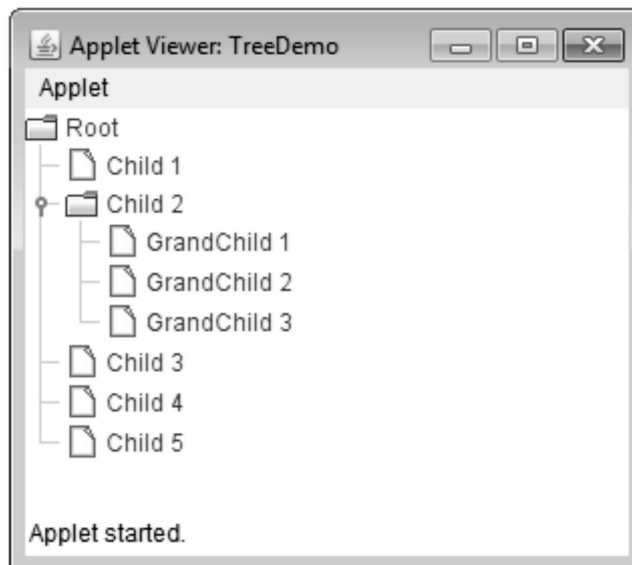 Applet Viewer: TreeDemo
Applet
Root
Child 1
Child 2
GrandChild 1
GrandChild 2
GrandChild 3
Child 3
Child 4
Child 5
Applet started.